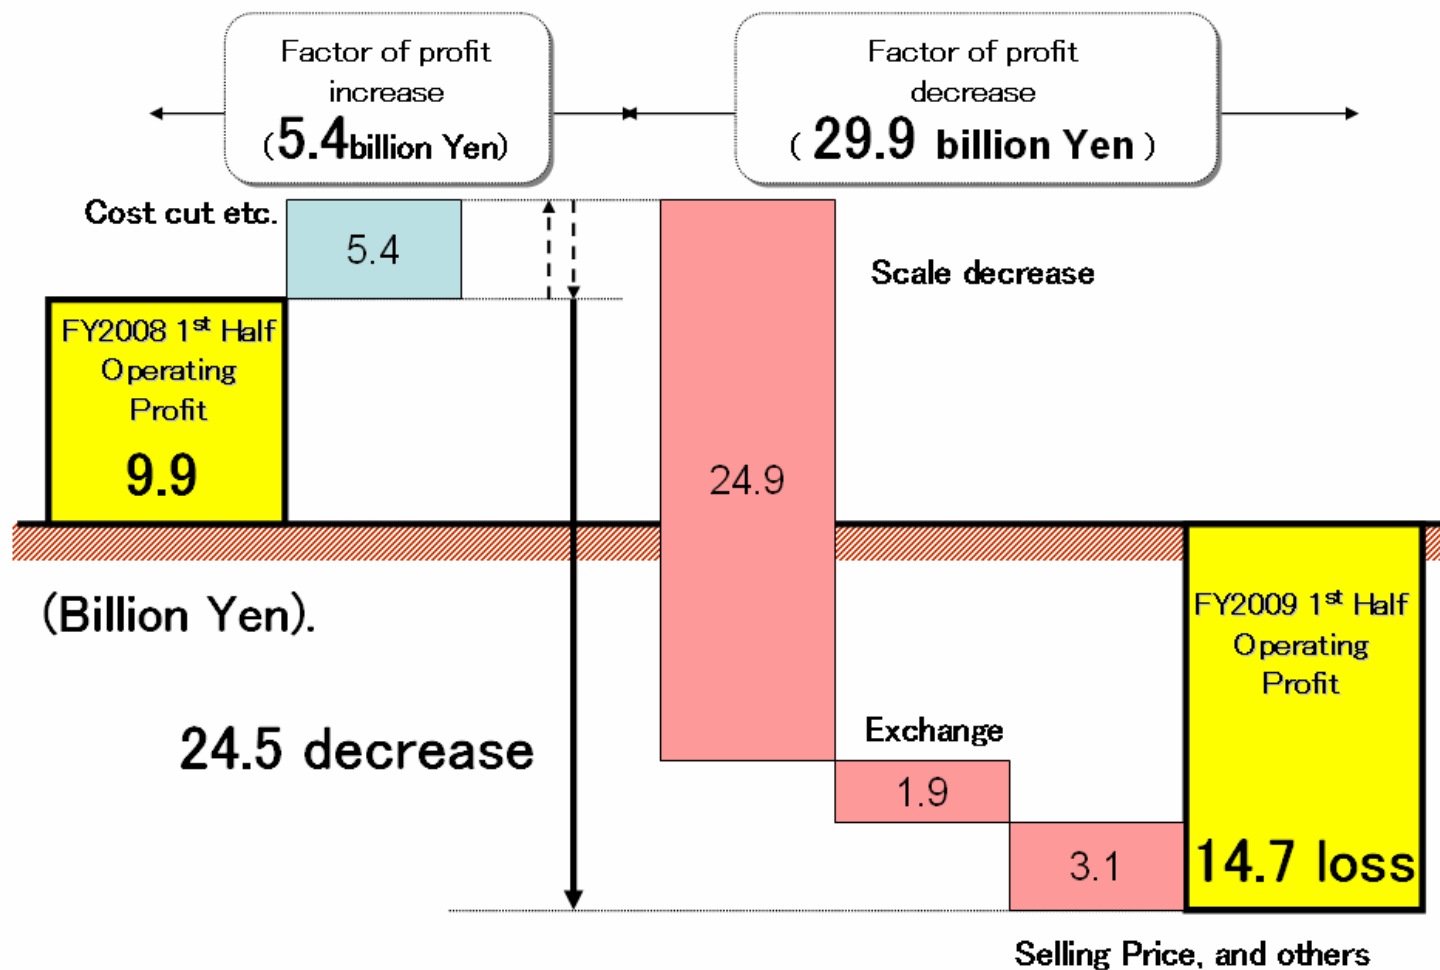 Factor of profit
increase
(5.4billion Yen)
Factor of profit
decrease
( 29.9 billion Yen )
Cost cut etc.
5.4
Scale decrease
FY2008 1st Half
Operating
Profit
9.9
24.9
(Billion Yen).
FY2009 1st Half
Operating
Profit
24.5 decrease
Exchange
1.9
3.1
14.7 loss
Selling Price, and others